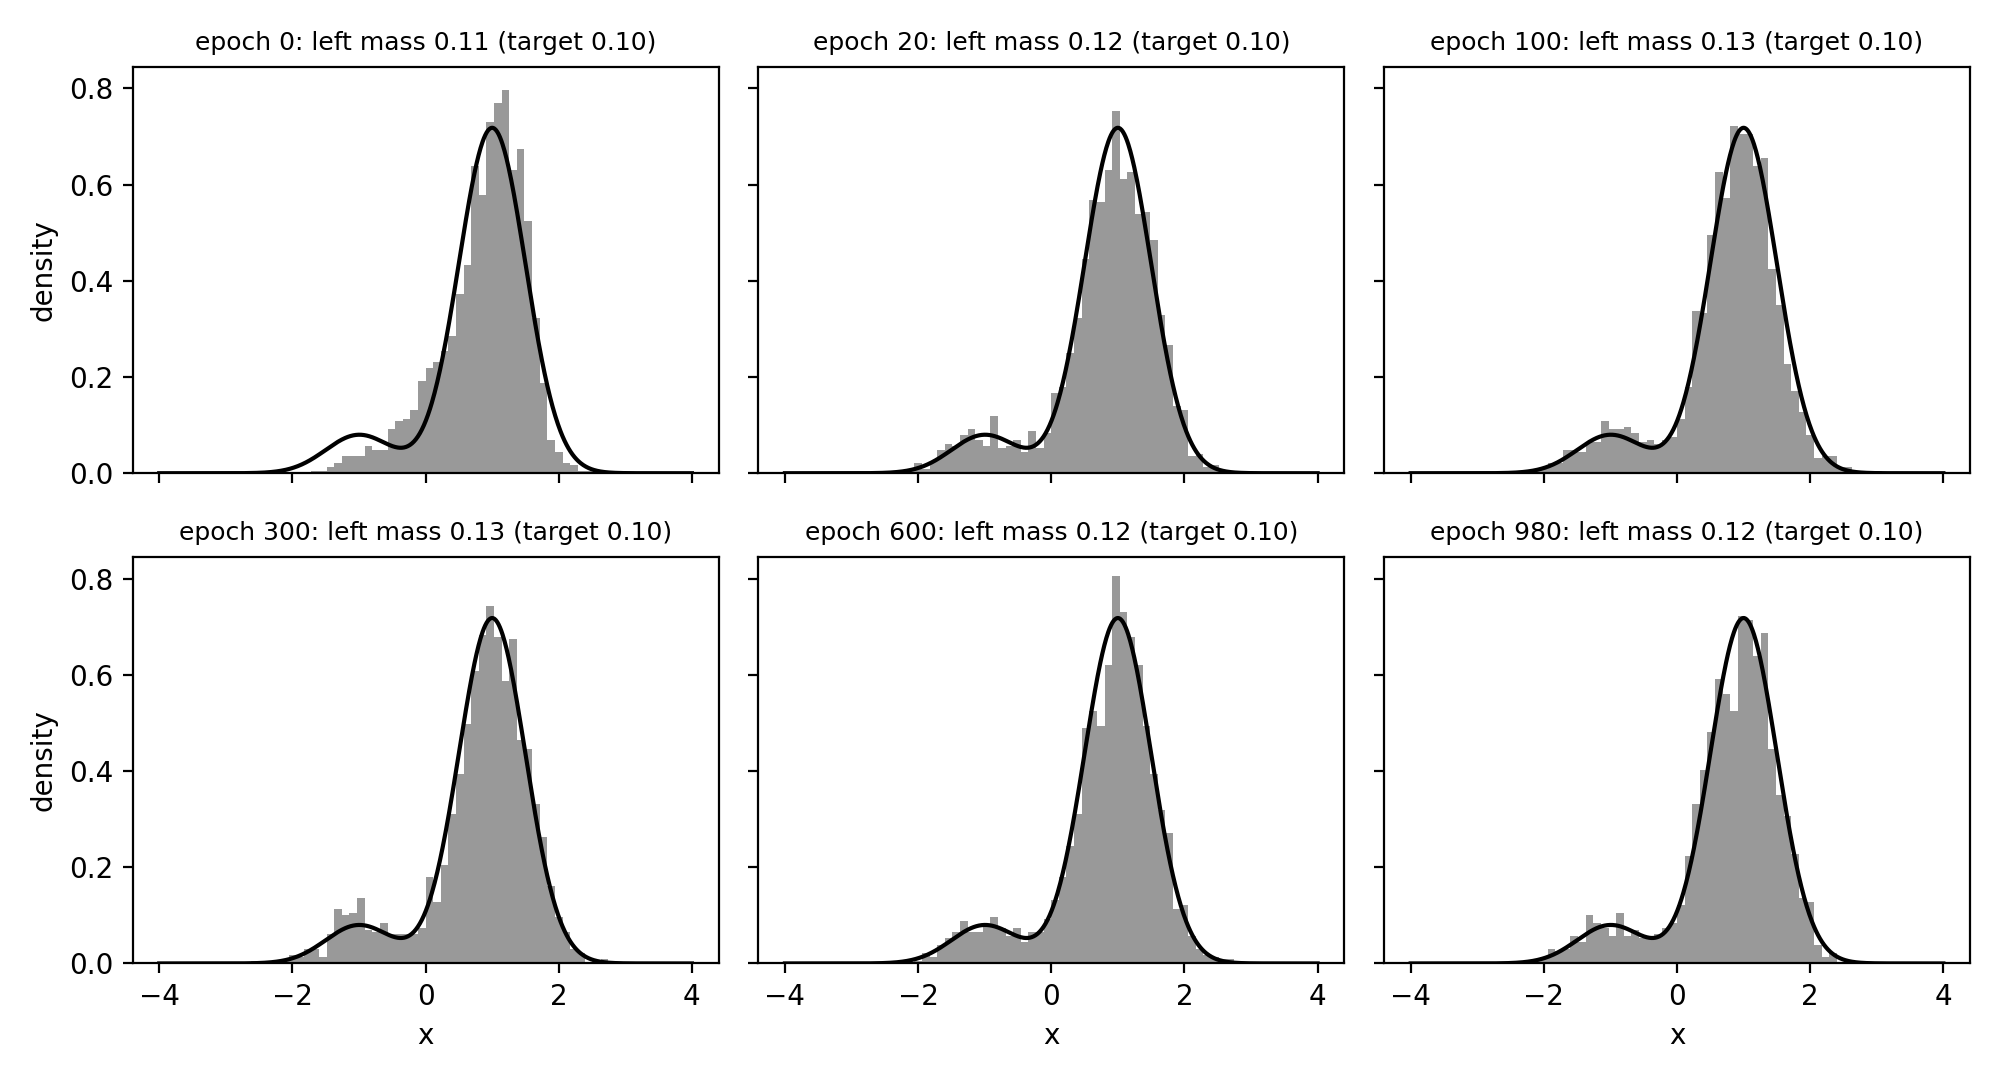 epoch 0: left mass 0.11 (target 0.10)
epoch 20: left mass 0.12 (target 0.10)
epoch 100: left mass 0.13 (target 0.10)
0.8
0.6
0.4
0.2
0.0
density
epoch 300: left mass 0.13 (target 0.10)
epoch 600: left mass 0.12 (target 0.10)
epoch 980: left mass 0.12 (target 0.10)
0.8
0.6
0.4
0.2
0.0
density
−4 −2 0 2 4
−4 −2 0 2 4
−4 −2 0 2 4
x
x
x